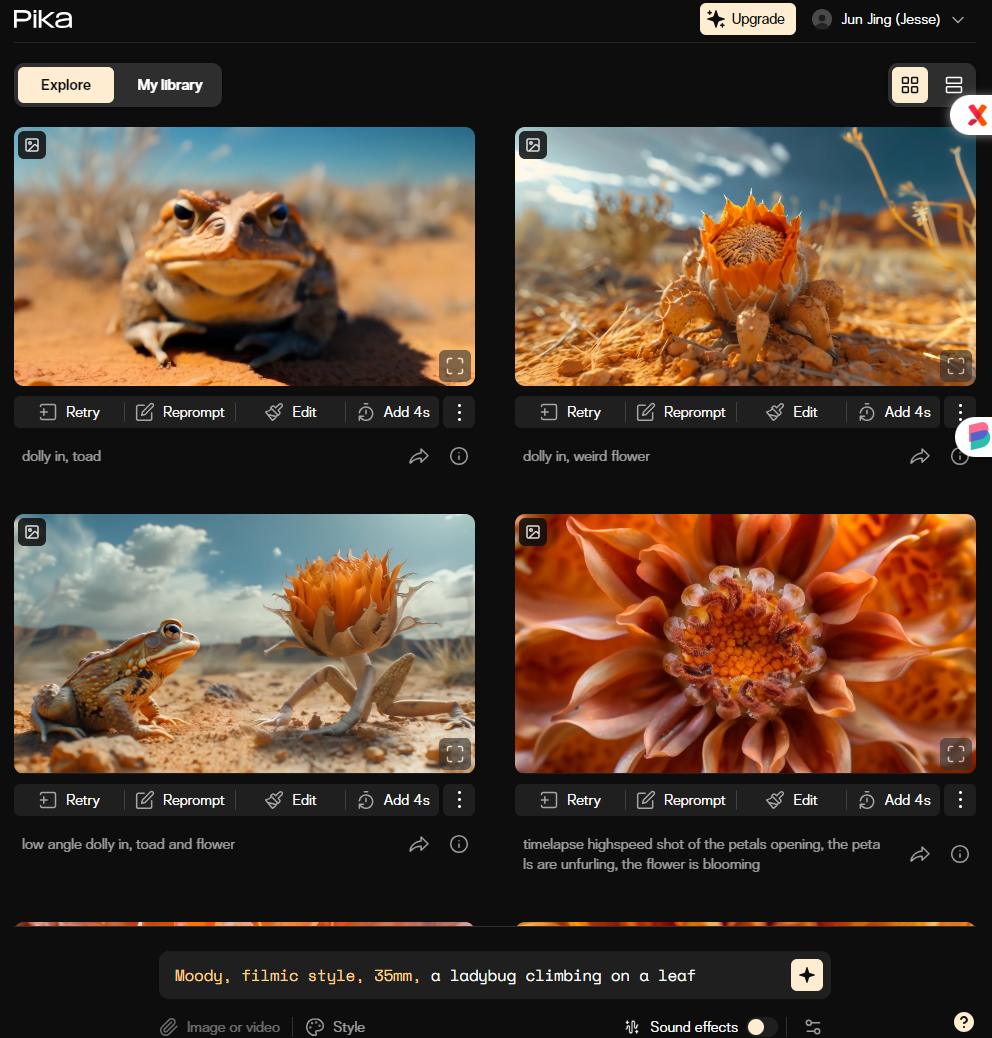 Pika
Upgrade
Jun Jing (Jesse)
Explore
My library
Retry
Reprompt
Edit
Add 4s
Retry
Reprompt
Edit
Add 4s
dolly in, toad
dolly in, weird flower
Retry
Reprompt
Edit
Add 4s
Retry
Reprompt
Edit
Add 4s
low angle dolly in, toad and flower
timelapse highspeed shot of the petals opening, the peta
ls are unfurling, the flower is blooming
Moody, filmic style, 35mm, a ladybug climbing on a leaf
Image or video
Style
Sound effects
?